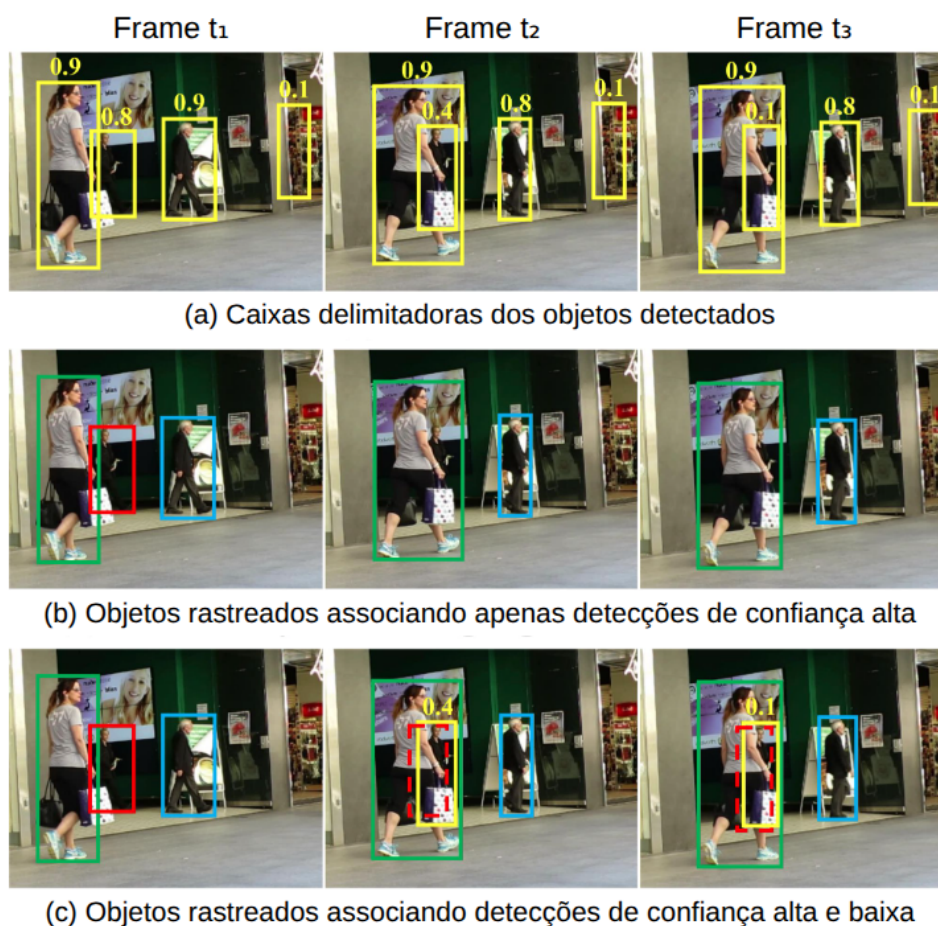 Frame t₁ Frame t₂ Frame t₃
0.9 0.8 0.9 0.1
0.9 0.4 0.8 0.1
0.9 0.1 0.8 0.1
(a) Caixas delimitadoras dos objetos detectados
(b) Objetos rastreados associando apenas detecções de confiança alta
0.4 0.1
(c) Objetos rastreados associando detecções de confiança alta e baixa